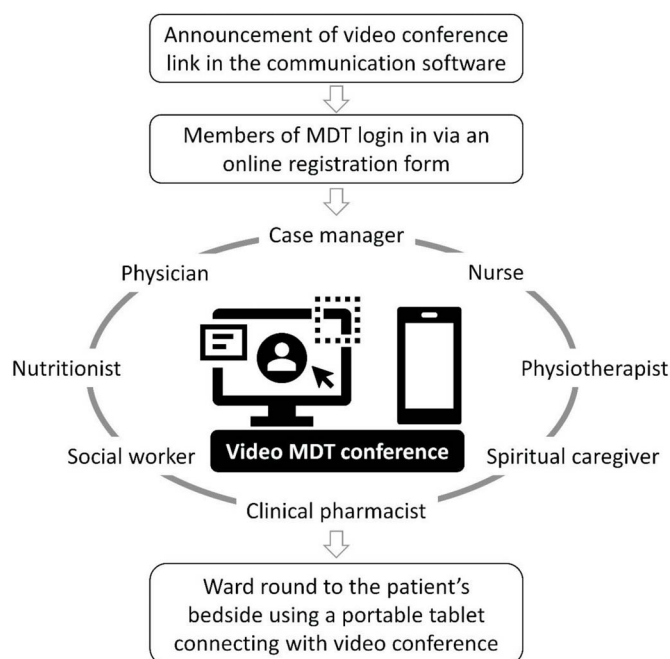 Announcement of video conference
link in the communication software
Members of MDT login in via an
online registration form
Case manager
Physician
Nurse
Nutritionist
Physiotherapist
Social worker
Video MDT conference
Spiritual caregiver
Clinical pharmacist
Ward round to the patient's
bedside using a portable tablet
connecting with video conference